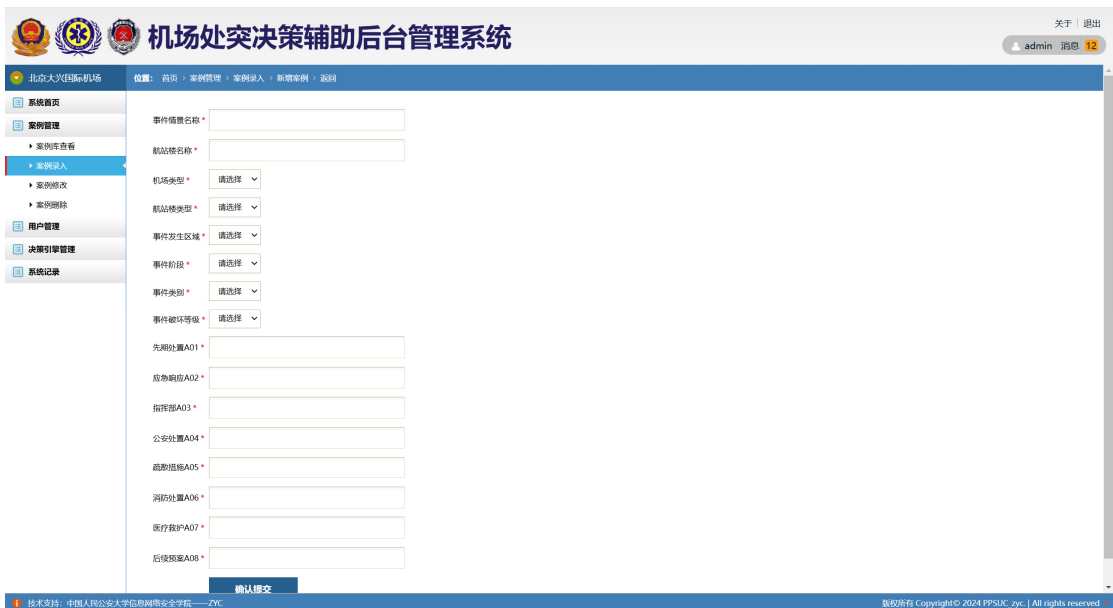 关于 | 退出
机场处突决策辅助后台管理系统
admin 消息 12
北京大兴国际机场
位置： 首页 › 案例管理 › 案例录入 › 新增案例 › 返回
系统首页
案例管理
案例库查看
案例录入
案例修改
案例删除
用户管理
决策引擎管理
系统记录
事件情景名称 *
航站楼名称 *
机场类型 * 请选择
航站楼类型 * 请选择
事件发生区域 * 请选择
事件阶段 * 请选择
事件类别 * 请选择
事件破坏等级 * 请选择
先期处置A01 *
应急响应A02 *
指挥部A03 *
公安处置A04 *
疏散措施A05 *
消防处置A06 *
医疗救护A07 *
后续预案A08 *
确认提交
技术支持：中国人民公安大学信息网络安全学院——ZYC
版权所有 Copyright© 2024 PPSUC_zyc. | All rights reserved